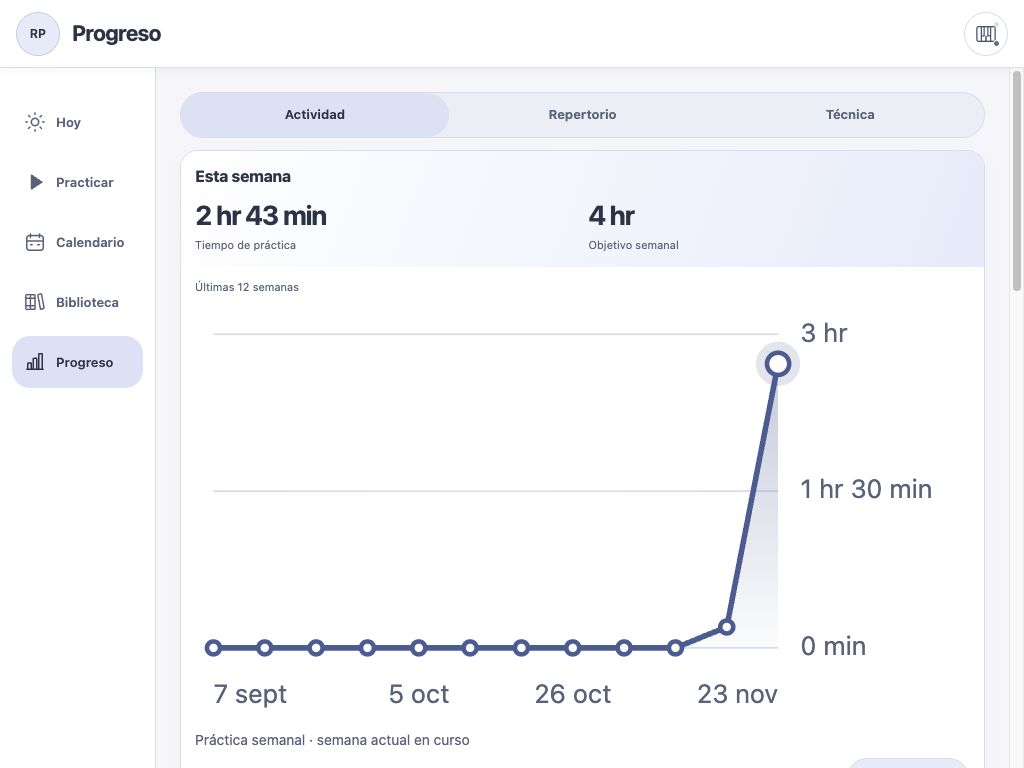 RP
Progreso
Hoy
Practicar
Calendario
Biblioteca
Progreso
Actividad
Repertorio
Técnica
Esta semana
2 hr 43 min
4 hr
Tiempo de práctica
Objetivo semanal
Últimas 12 semanas
3 hr
1 hr 30 min
0 min
7 sept
5 oct
26 oct
23 nov
Práctica semanal · semana actual en curso